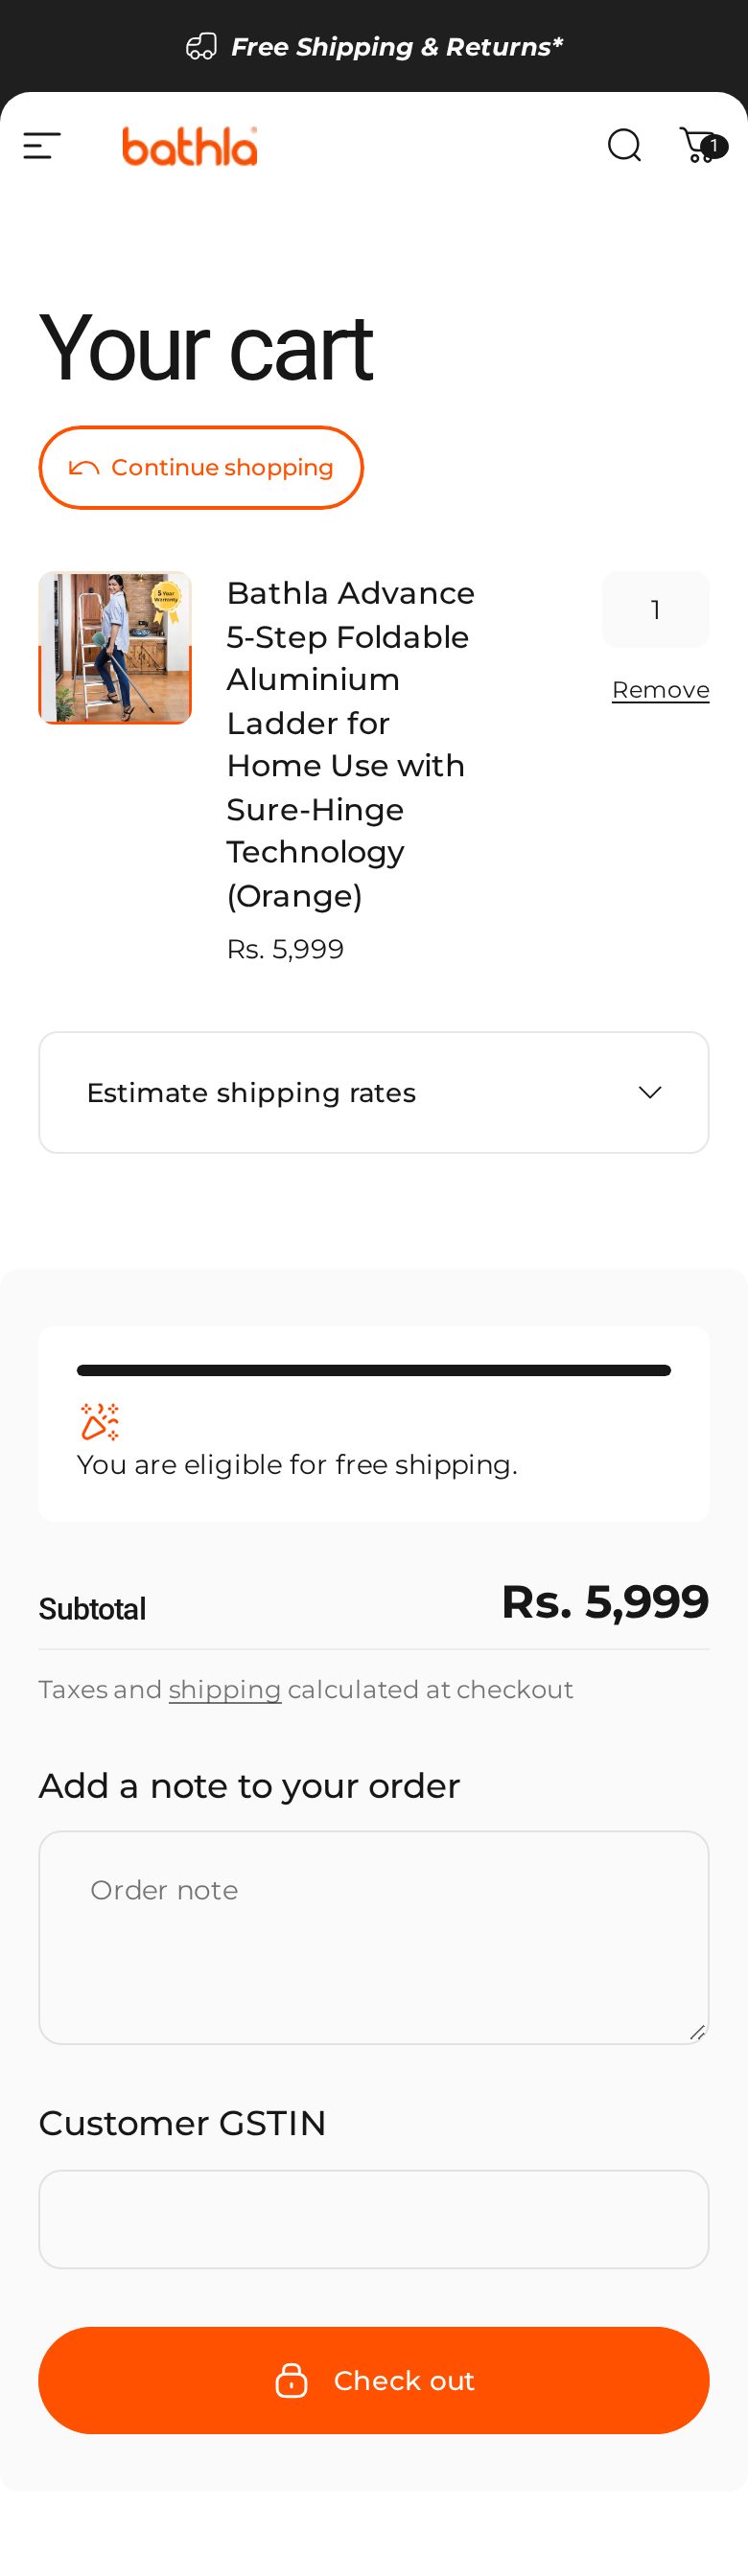 Free Shipping & Returns*
bathla
1
Your cart
Continue shopping
5 Year
Warranty
Bathla Advance
5-Step Foldable
Aluminium
Ladder for
Home Use with
Sure-Hinge
Technology
(Orange)
Rs. 5,999
1
Remove
Estimate shipping rates
You are eligible for free shipping.
Subtotal Rs. 5,999
Taxes and shipping calculated at checkout
Add a note to your order
Order note
Customer GSTIN
Check out